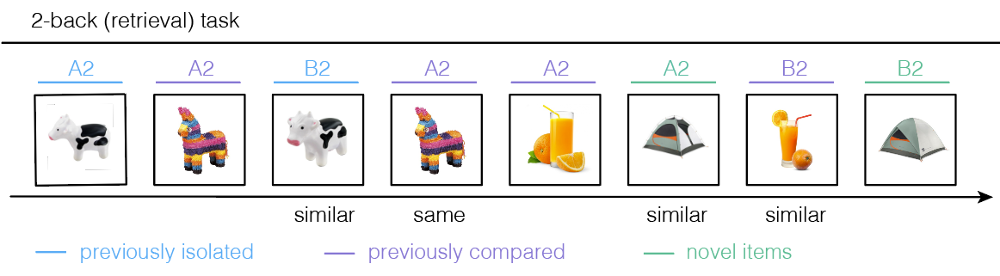 2-back (retrieval) task
A2 A2 B2 A2 A2 A2 B2 B2
similar same similar similar
previously isolated previously compared novel items